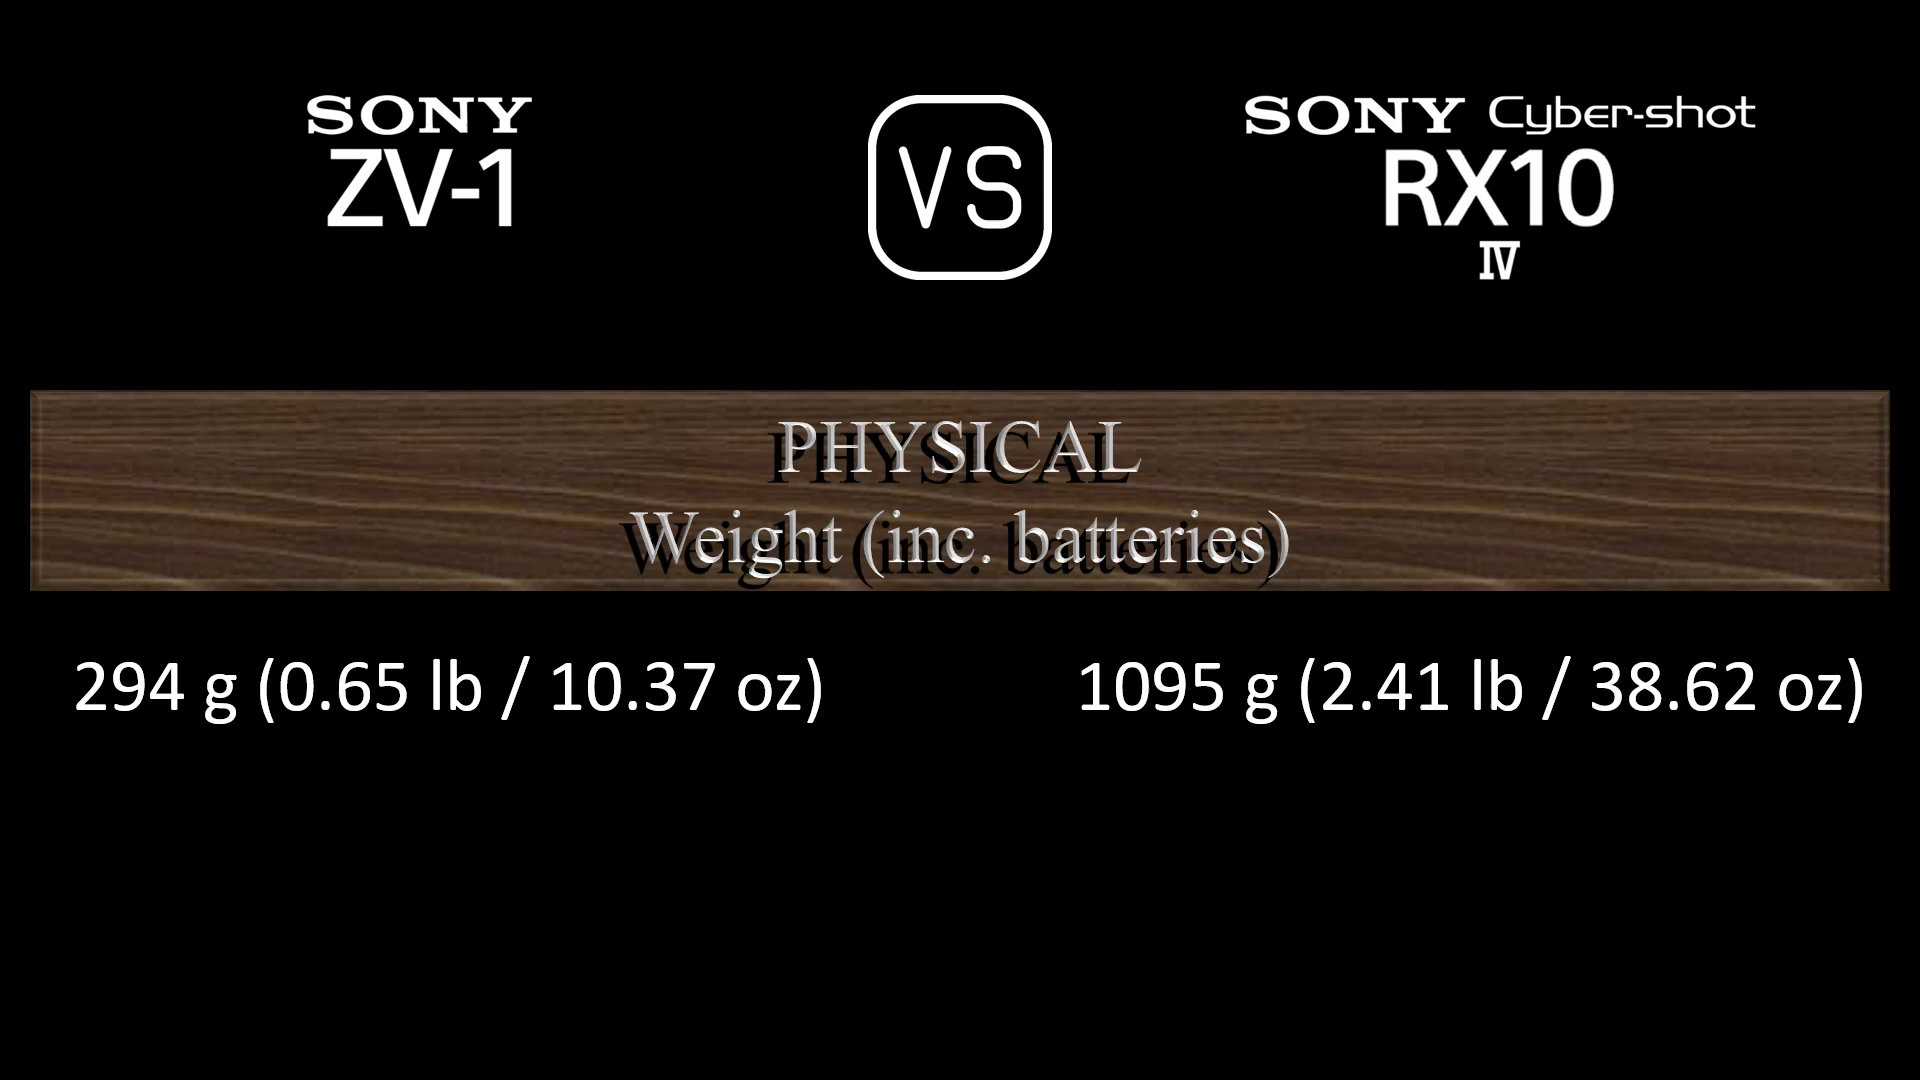 SONY
ZV-1
VS
SONY Cyber-shot
RX10
IV
PHYSICAL
Weight (inc. batteries)
294 g (0.65 lb / 10.37 oz)
1095 g (2.41 lb / 38.62 oz)